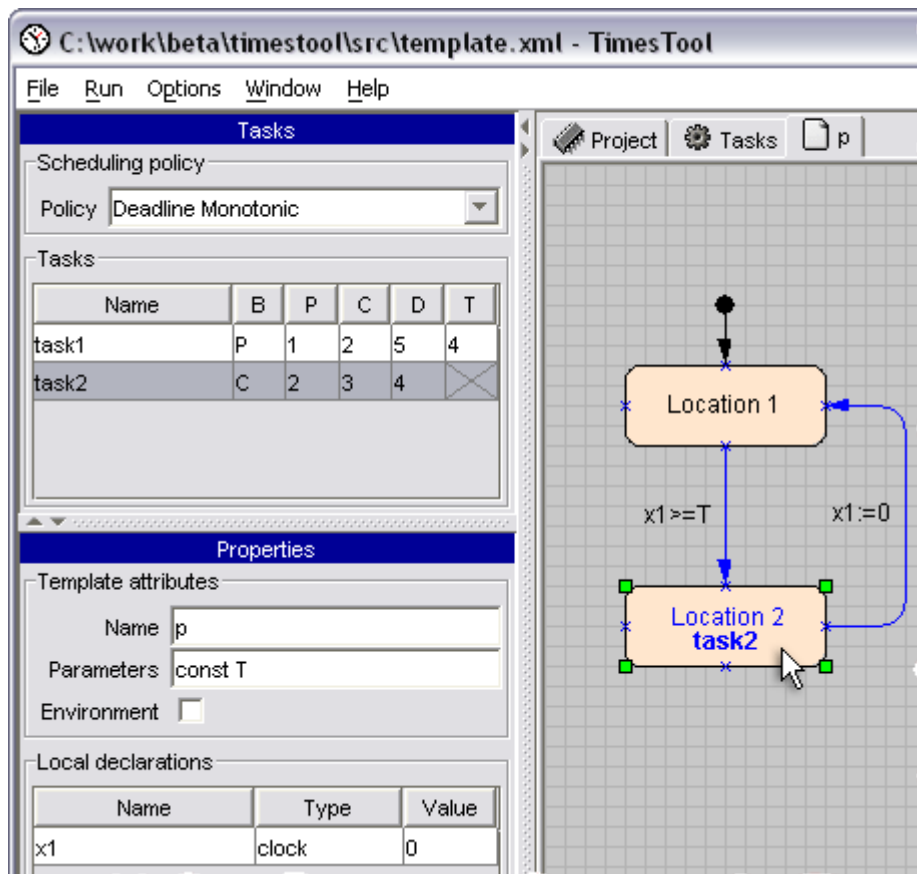 C:\work\beta\timestool\src\template.xml - TimesTool
File Run Options Window Help
Tasks
Scheduling policy
Policy Deadline Monotonic
Tasks
Name B P C D T
task1 P 1 2 5 4
task2 C 2 3 4
Properties
Template attributes
Name p
Parameters const T
Environment
Local declarations
Name Type Value
x1 clock 0
Project Tasks p
Location 1
x1>=T x1:=0
Location 2
task2